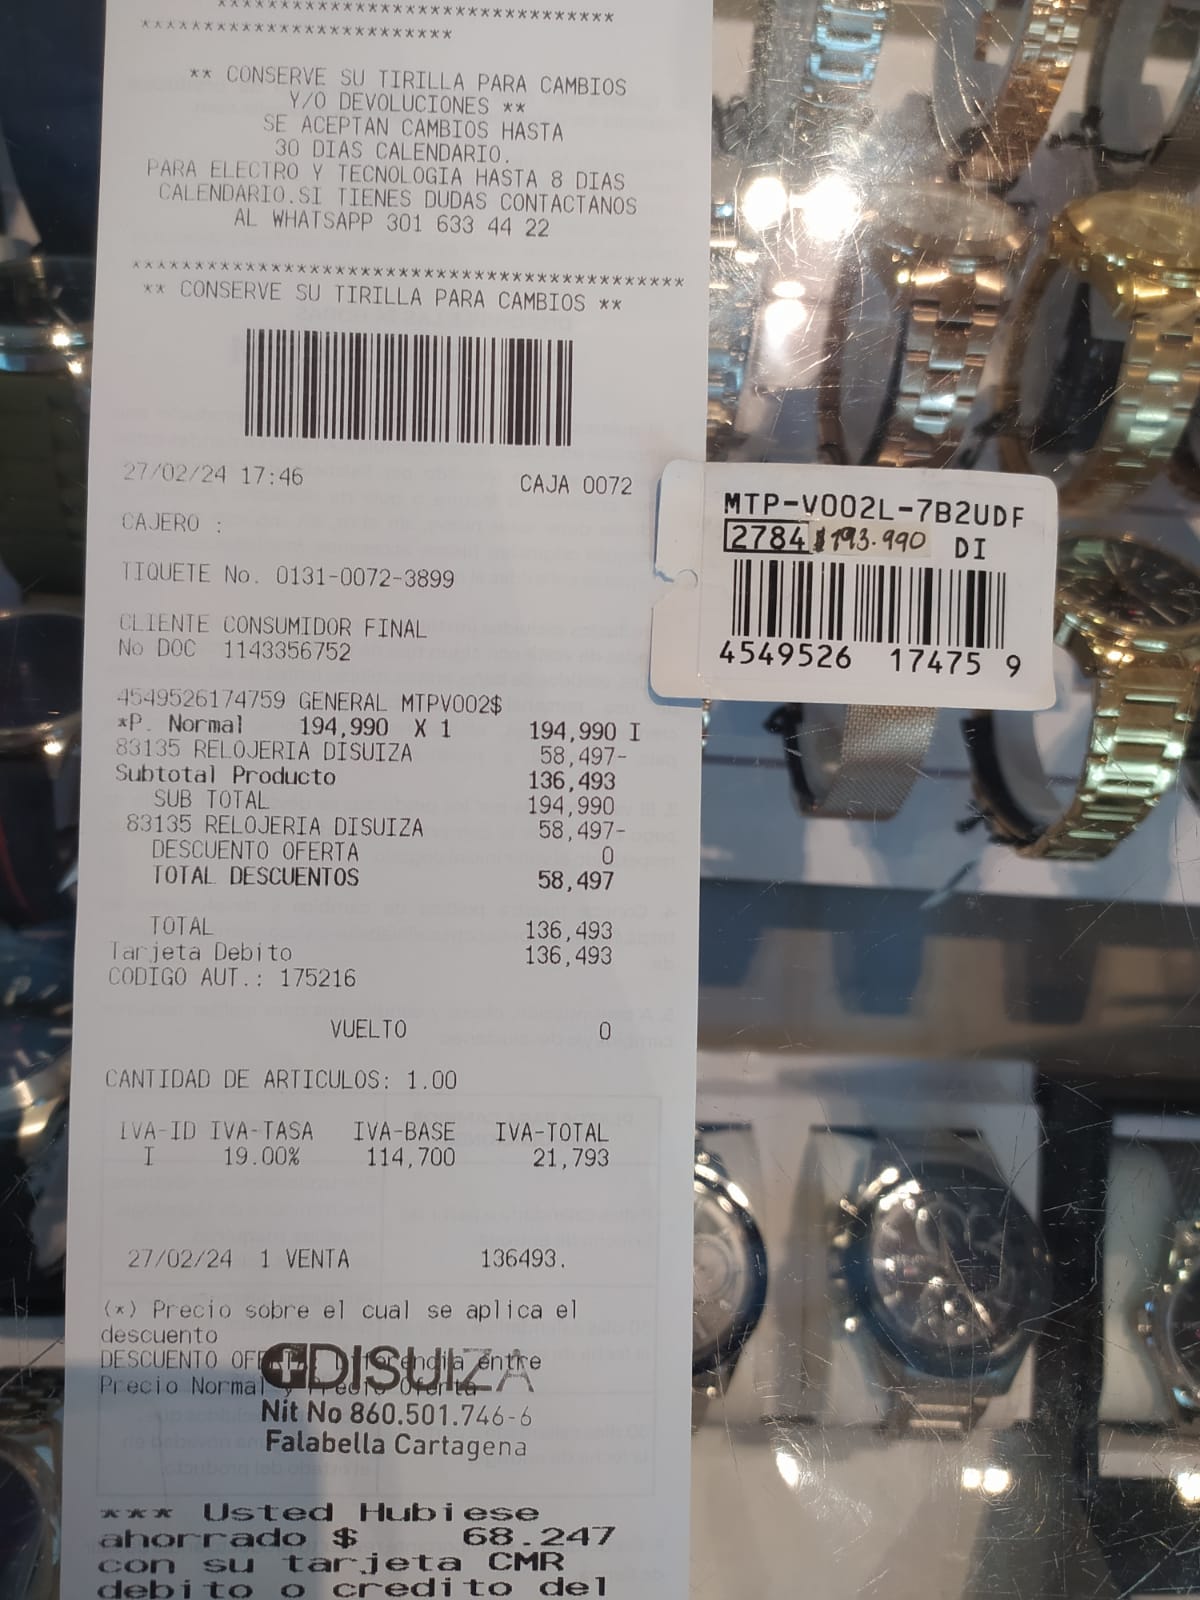 *******************************
*************************
** CONSERVE SU TIRILLA PARA CAMBIOS
Y/O DEVOLUCIONES **
SE ACEPTAN CAMBIOS HASTA
30 DIAS CALENDARIO.
PARA ELECTRO Y TECNOLOGIA HASTA 8 DIAS
CALENDARIO.SI TIENES DUDAS CONTACTANOS
AL WHATSAPP 301 633 44 22
********************************************
** CONSERVE SU TIRILLA PARA CAMBIOS **
27/02/24 17:46 CAJA 0072
CAJERO :
TIQUETE No. 0131-0072-3899
CLIENTE CONSUMIDOR FINAL
No DOC 1143356752
4549526174759 GENERAL MTPV002$
*P. Normal 194,990 X 1 194,990 I
83135 RELOJERIA DISUIZA 58,497-
Subtotal Producto 136,493
SUB TOTAL 194,990
83135 RELOJERIA DISUIZA 58,497-
DESCUENTO OFERTA 0
TOTAL DESCUENTOS 58,497
TOTAL 136,493
Tarjeta Debito 136,493
CODIGO AUT.: 175216
VUELTO 0
CANTIDAD DE ARTICULOS: 1.00
IVA-ID IVA-TASA IVA-BASE IVA-TOTAL
I 19.00% 114,700 21,793
27/02/24 1 VENTA 136493.
(*) Precio sobre el cual se aplica el
descuento
DESCUENTO entre
Precio Normal y Precio Oferta
DISUIZA
Nit No 860.501.746-6
Falabella Cartagena
*** Usted Hubiese
ahorrado $ 68.247
con su tarjeta CMR
debito o credito del
MTP-V002L-7B2UDF
2784 $193.990 DI
4549526 17475 9